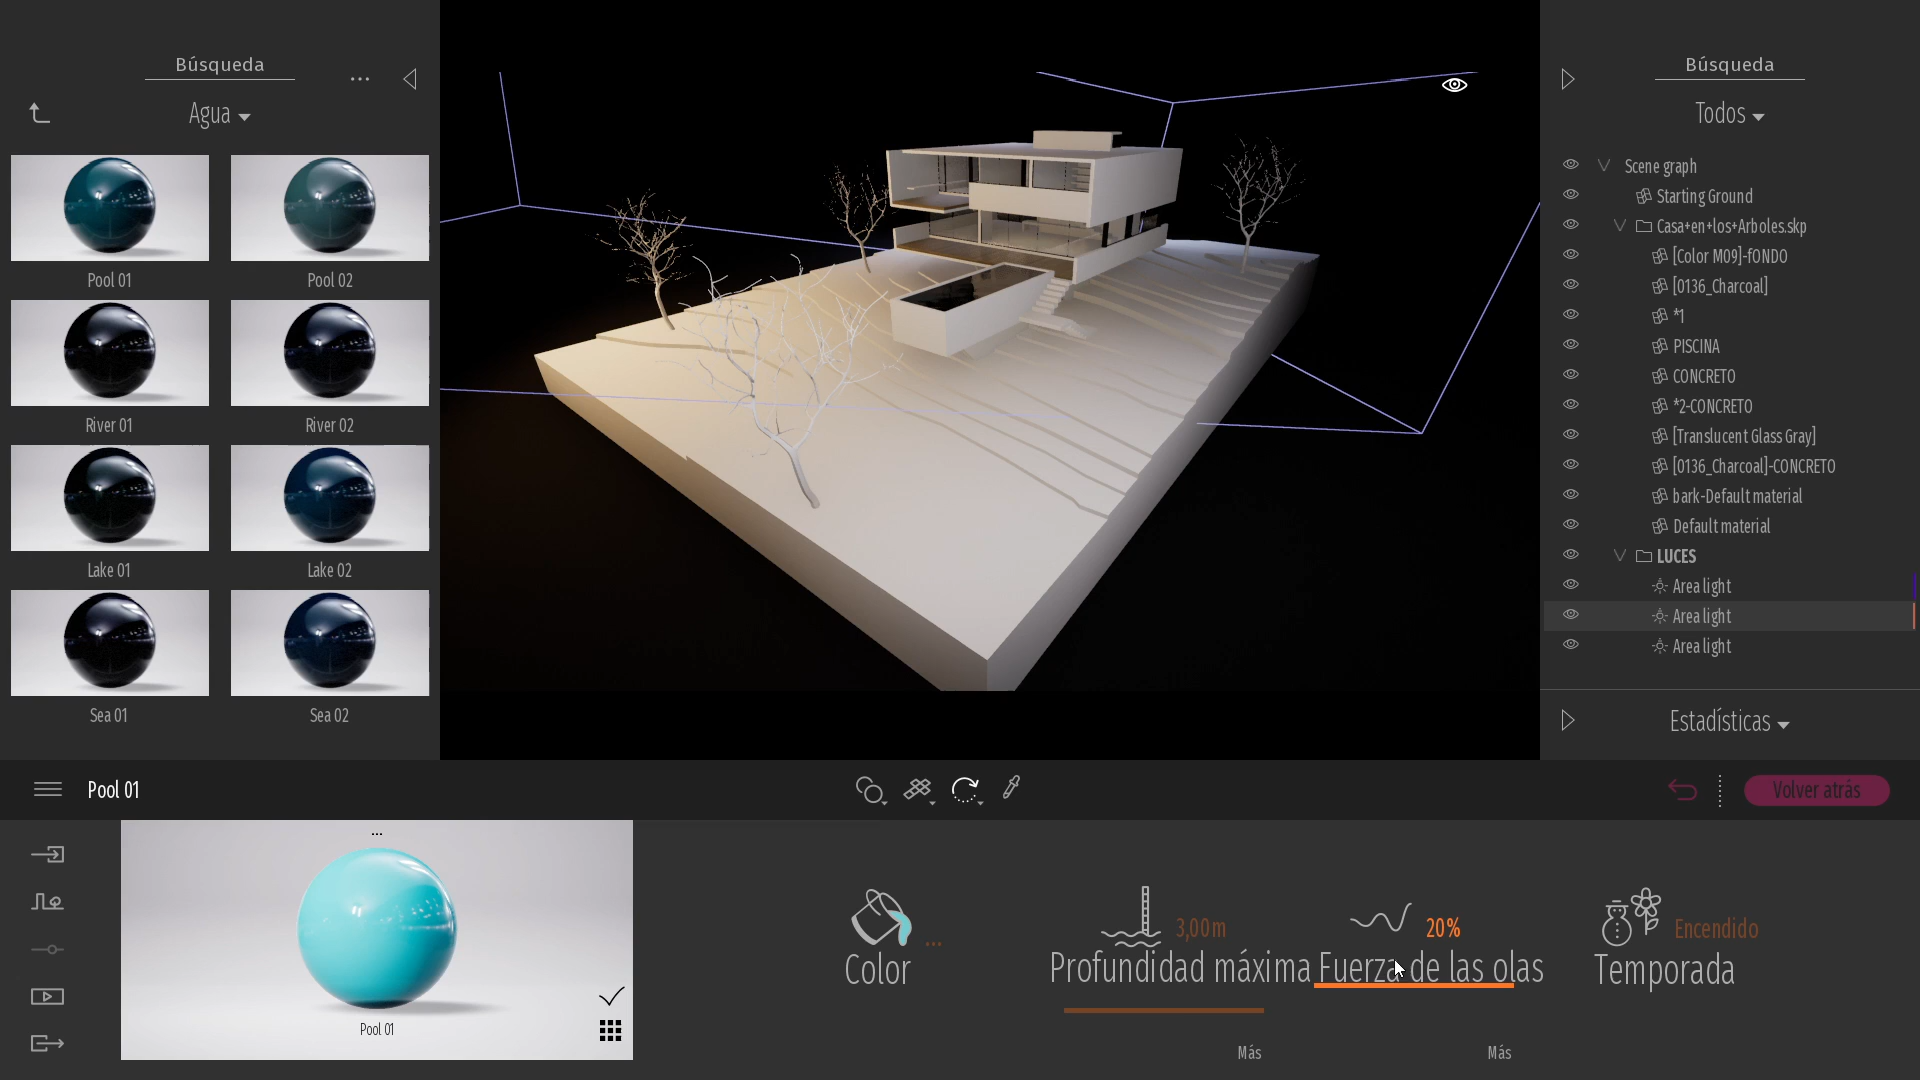 Búsqueda
...
Agua
Pool 01
Pool 02
River 01
River 02
Lake 01
Lake 02
Sea 01
Sea 02
Búsqueda
Todos
Scene graph
Starting Ground
Casa+en+los+Arboles.skp
[Color M09]-fONDO
[0136_Charcoal]
*1
PISCINA
CONCRETO
*2-CONCRETO
[Translucent Glass Gray]
[0136_Charcoal]-CONCRETO
bark-Default material
Default material
LUCES
Area light
Area light
Area light
Estadísticas
Pool 01
Volver atrás
...
Pool 01
...
Color
3,00m
Profundidad máxima
Más
20%
Fuerza de las olas
Más
Encendido
Temporada